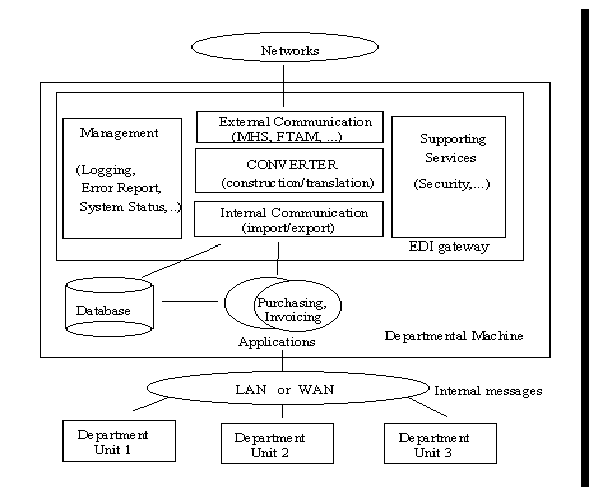 Networks
External Communication
(MHS, FTAM, ...)
Management
(Logging,
Error Report,
System Status,..)
CONVERTER
(construction/translation)
Supporting
Services
(Security,...)
Internal Communication
(import/export)
EDI gateway
Database
Purchasing,
Invoicing
Applications
Departmental Machine
LAN or WAN
Internal messages
Department
Unit 1
Department
Unit 2
Department
Unit 3